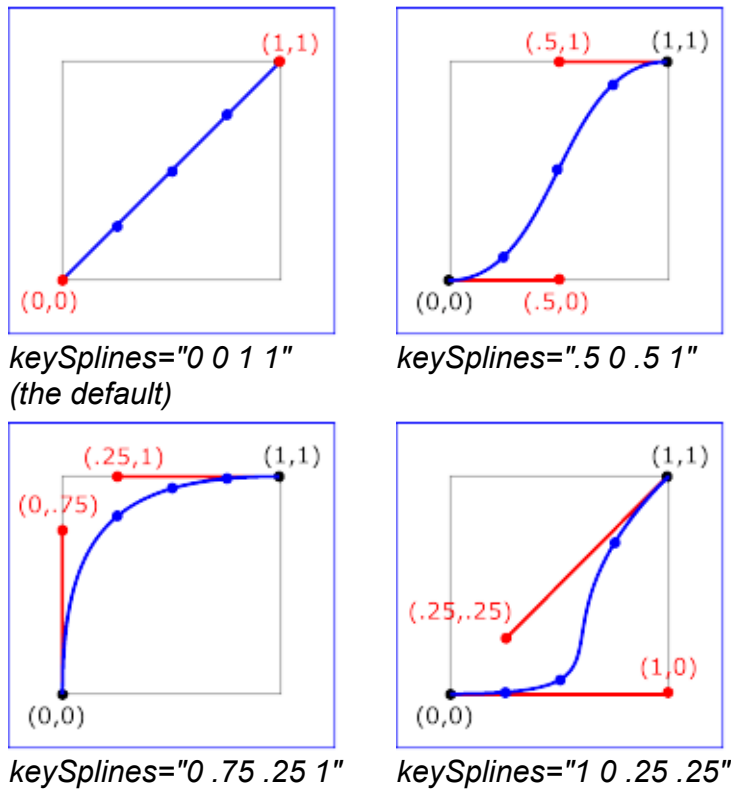 (1,1)
(0,0)
keySplines="0 0 1 1"
(the default)
(.5,1)
(1,1)
(0,0)
(.5,0)
keySplines=".5 0 .5 1"
(.25,1)
(1,1)
(0,.75)
(0,0)
keySplines="0 .75 .25 1"
(1,1)
(.25,.25)
(1,0)
(0,0)
keySplines="1 0 .25 .25"